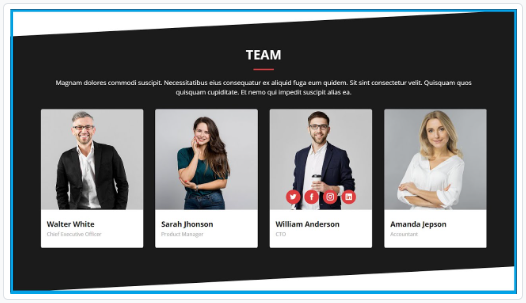 TEAM
Magnam dolores commodi suscipit. Necessitatibus eius consequatur ex aliquid fuga eum quidem. Sit sint consectetur velit. Quisquam quos
quisquam cupiditate. Et nemo qui impedit suscipit alias ea.
Walter White
Chief Executive Officer
Sarah Jhonson
Product Manager
William Anderson
CTO
Amanda Jepson
Accountant